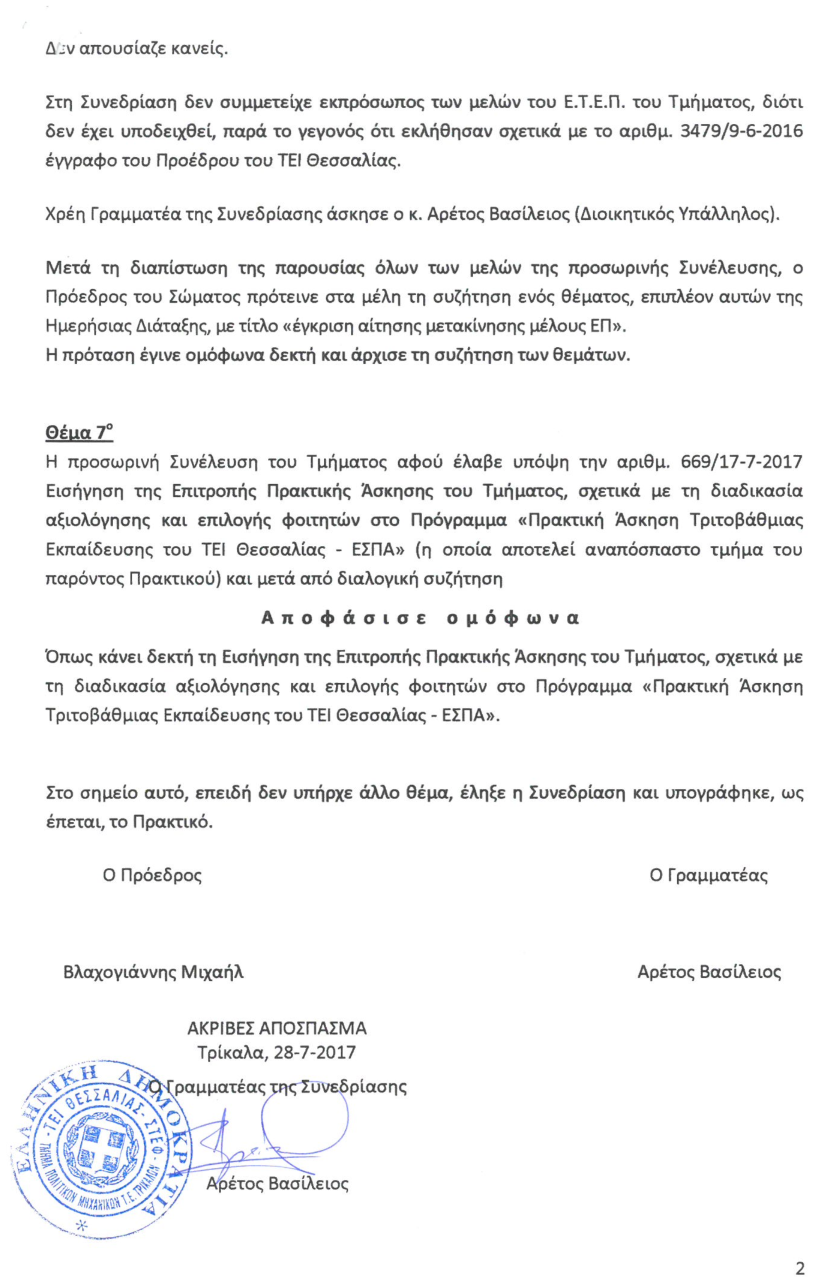 Δεν απουσίαζε κανείς.
Στη Συνεδρίαση δεν συμμετείχε εκπρόσωπος των μελών του Ε.Τ.Ε.Π. του Τμήματος, διότι
δεν έχει υποδειχθεί, παρά το γεγονός ότι εκλήθησαν σχετικά με το αριθμ. 3479/9-6-2016
έγγραφο του Προέδρου του ΤΕΙ Θεσσαλίας.
Χρέη Γραμματέα της Συνεδρίασης άσκησε ο κ. Αρέτος Βασίλειος (Διοικητικός Υπάλληλος).
Μετά τη διαπίστωση της παρουσίας όλων των μελών της προσωρινής Συνέλευσης, ο
Πρόεδρος του Σώματος πρότεινε στα μέλη τη συζήτηση ενός θέματος, επιπλέον αυτών της
Ημερήσιας Διάταξης, με τίτλο «έγκριση αίτησης μετακίνησης μέλους ΕΠ».
Η πρόταση έγινε ομόφωνα δεκτή και άρχισε τη συζήτηση των θεμάτων.
Θέμα 7°
Η προσωρινή Συνέλευση του Τμήματος αφού έλαβε υπόψη την αριθμ. 669/17-7-2017
Εισήγηση της Επιτροπής Πρακτικής Άσκησης του Τμήματος, σχετικά με τη διαδικασία
αξιολόγησης και επιλογής φοιτητών στο Πρόγραμμα «Πρακτική Άσκηση Τριτοβάθμιας
Εκπαίδευσης του ΤΕΙ Θεσσαλίας - ΕΣΠΑ» (η οποία αποτελεί αναπόσπαστο τμήμα του
παρόντος Πρακτικού) και μετά από διαλογική συζήτηση
Α π ο φ ά σ ι σ ε ο μ ό φ ω ν α
Όπως κάνει δεκτή τη Εισήγηση της Επιτροπής Πρακτικής Άσκησης του Τμήματος, σχετικά με
τη διαδικασία αξιολόγησης και επιλογής φοιτητών στο Πρόγραμμα «Πρακτική Άσκηση
Τριτοβάθμιας Εκπαίδευσης του ΤΕΙ Θεσσαλίας - ΕΣΠΑ».
Στο σημείο αυτό, επειδή δεν υπήρχε άλλο θέμα, έληξε η Συνεδρίαση και υπογράφηκε, ως
έπεται, το Πρακτικό.
Ο Πρόεδρος Ο Γραμματέας
Βλαχογιάννης Μιχαήλ Αρέτος Βασίλειος
ΑΚΡΙΒΕΣ ΑΠΟΣΠΑΣΜΑ
Τρίκαλα, 28-7-2017
Ο Γραμματέας της Συνεδρίασης
Αρέτος Βασίλειος
ΕΛΛΗΝΙΚΗ ΔΗΜΟΚΡΑΤΙΑ
ΤΕΙ ΘΕΣΣΑΛΙΑΣ - ΣΤΕΦ -
ΤΜΗΜΑ ΠΟΛΙΤΙΚΩΝ ΜΗΧΑΝΙΚΩΝ Τ.Ε. ΤΡΙΚΑΛΩΝ
2